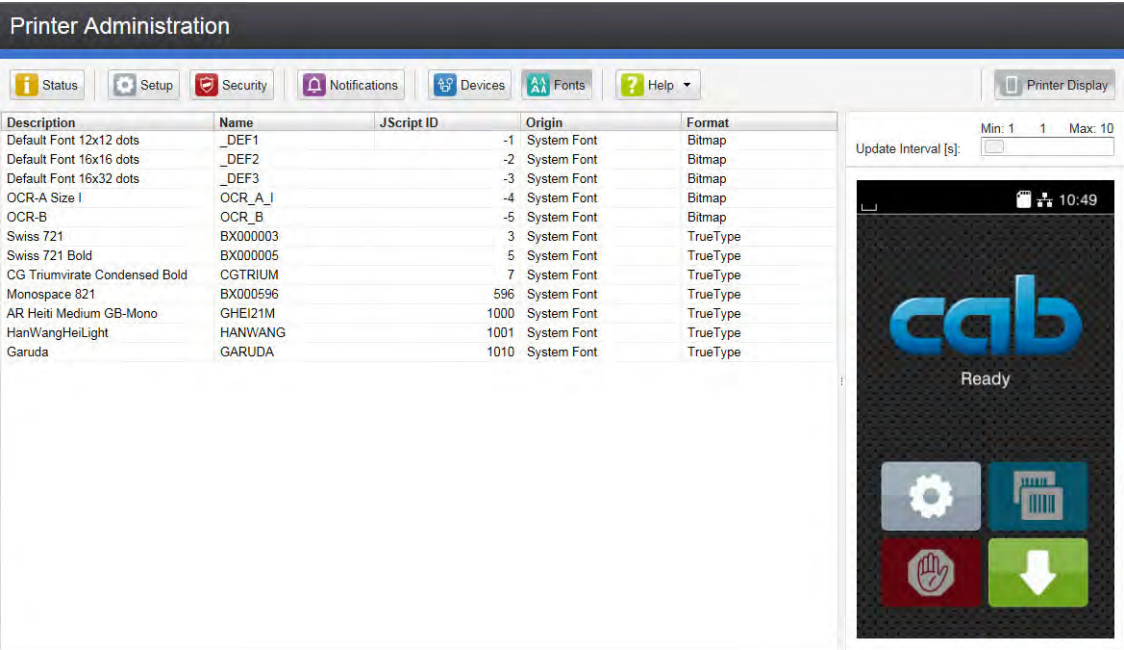 Printer Administration
Status Setup Security Notifications Devices Fonts Help Printer Display
Description Name JScript ID Origin Format
Default Font 12x12 dots _DEF1 -1 System Font Bitmap
Default Font 16x16 dots _DEF2 -2 System Font Bitmap
Default Font 16x32 dots _DEF3 -3 System Font Bitmap
OCR-A Size I OCR_A_I -4 System Font Bitmap
OCR-B OCR_B -5 System Font Bitmap
Swiss 721 BX000003 3 System Font TrueType
Swiss 721 Bold BX000005 5 System Font TrueType
CG Triumvirate Condensed Bold CGTRIUM 7 System Font TrueType
Monospace 821 BX000596 596 System Font TrueType
AR Heiti Medium GB-Mono GHEI21M 1000 System Font TrueType
HanWangHeiLight HANWANG 1001 System Font TrueType
Garuda GARUDA 1010 System Font TrueType
Min: 1 1 Max: 10
Update Interval [s]:
10:49
cab
Ready